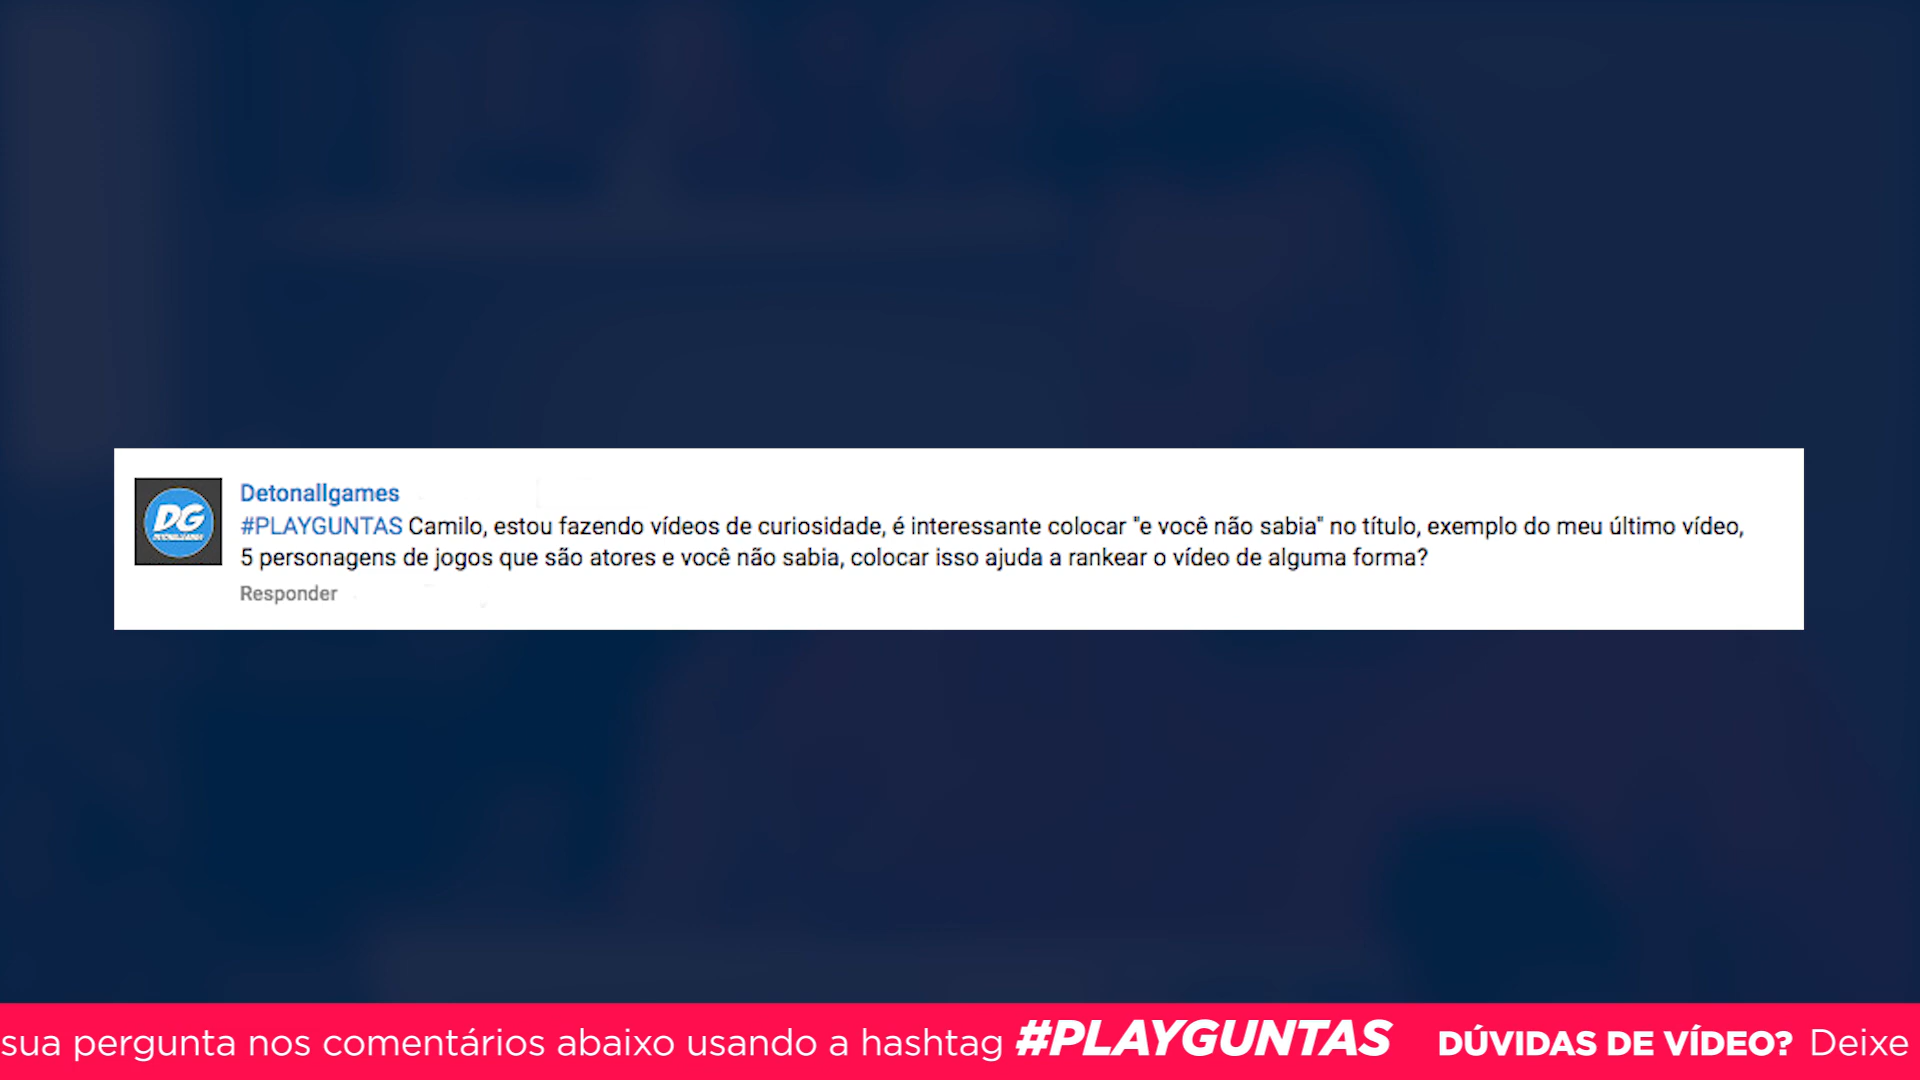 DG
Detonallgames
#PLAYGUNTAS Camilo, estou fazendo vídeos de curiosidade, é interessante colocar "e você não sabia" no título, exemplo do meu último vídeo,
5 personagens de jogos que são atores e você não sabia, colocar isso ajuda a rankear o vídeo de alguma forma?
Responder
sua pergunta nos comentários abaixo usando a hashtag #PLAYGUNTAS DÚVIDAS DE VÍDEO? Deixe